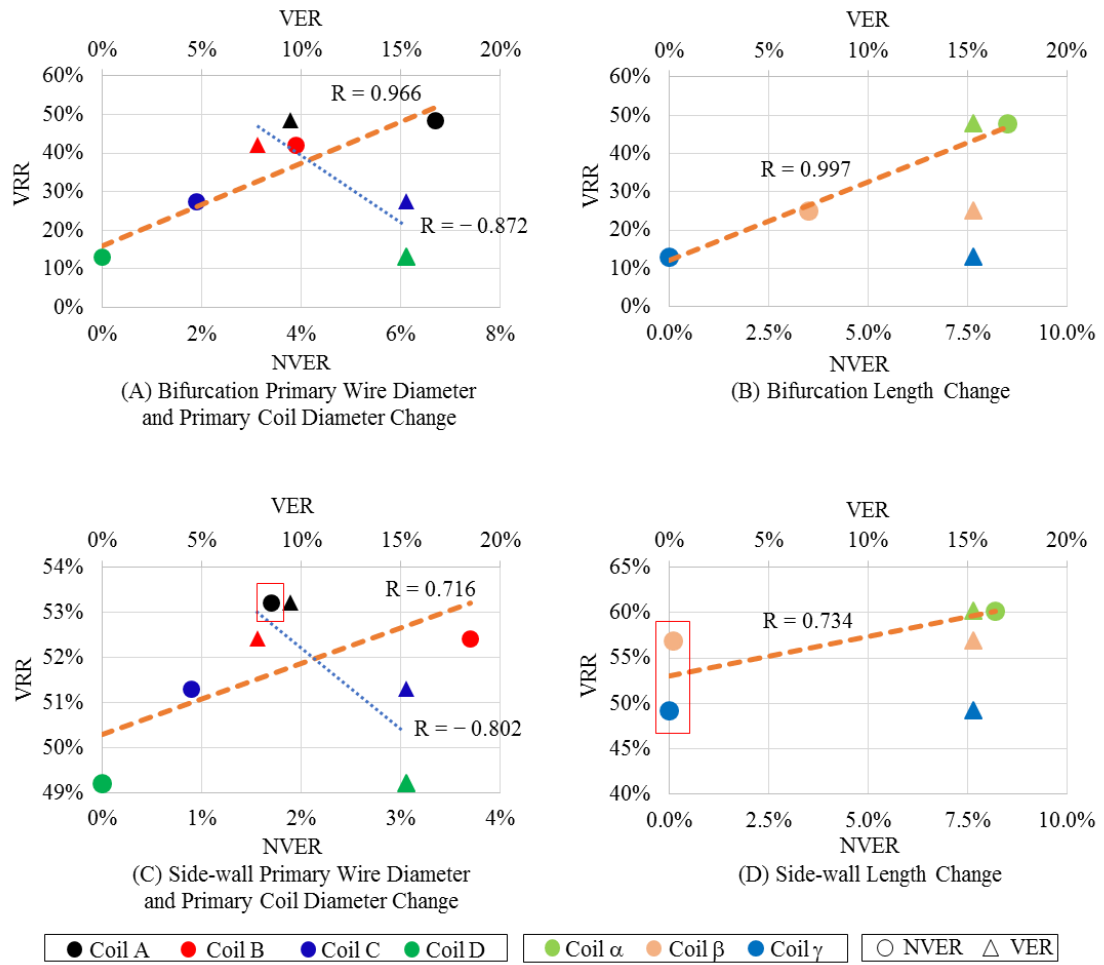 VER
0% 5% 10% 15% 20%
60%
50%
40%
30%
20%
10%
0%
VRR
R = 0.966
R = − 0.872
0% 2% 4% 6% 8%
NVER
(A) Bifurcation Primary Wire Diameter
and Primary Coil Diameter Change
VER
0% 5% 10% 15% 20%
60%
50%
40%
30%
20%
10%
0%
VRR
R = 0.997
0.0% 2.5% 5.0% 7.5% 10.0%
NVER
(B) Bifurcation Length Change
VER
0% 5% 10% 15% 20%
54%
53%
52%
51%
50%
49%
VRR
R = 0.716
R = − 0.802
0% 1% 2% 3% 4%
NVER
(C) Side-wall Primary Wire Diameter
and Primary Coil Diameter Change
VER
0% 5% 10% 15% 20%
65%
60%
55%
50%
45%
40%
VRR
R = 0.734
0.0% 2.5% 5.0% 7.5% 10.0%
NVER
(D) Side-wall Length Change
Coil A Coil B Coil C Coil D Coil α Coil β Coil γ NVER VER